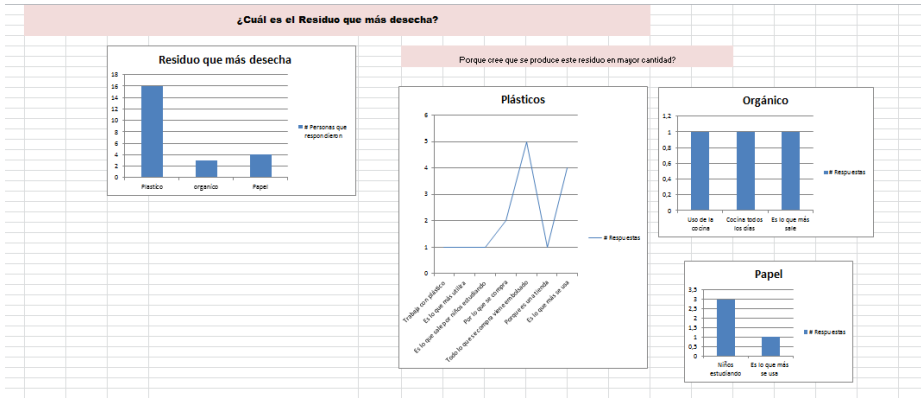 ¿Cuál es el Residuo que más desecha?
Residuo que más desecha
18
16
14
12
10
8
6
4
2
0
Plastico
organico
Papel
# Personas que
respondieron
Porque cree que se produce este residuo en mayor cantidad?
Plásticos
6
5
4
3
2
1
0
Trabaja con plástico
Es lo que más utiliza
Es lo que sale por niños estudiando
Por lo que se compra
Todo lo que se compra viene embolsado
Porque es una tienda
Es lo que más se usa
# Respuestas
Orgánico
1,2
1
0,8
0,6
0,4
0,2
0
Uso de la
cocina
Cocina todos
los días
Es lo que más
sale
# Respuestas
Papel
3,5
3
2,5
2
1,5
1
0,5
0
Niños
estudiando
Es lo que más
se usa
# Respuestas